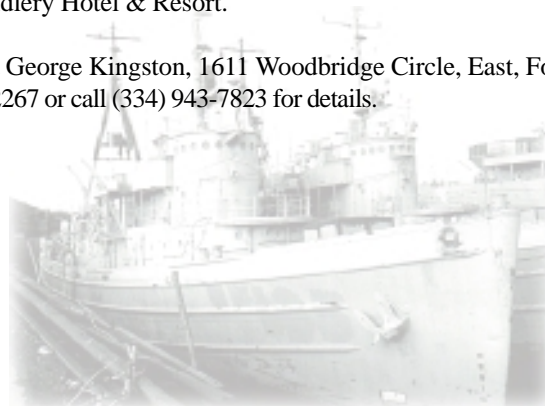 dlery Hotel & Resort.
George Kingston, 1611 Woodbridge Circle, East, Fo
267 or call (334) 943-7823 for details.